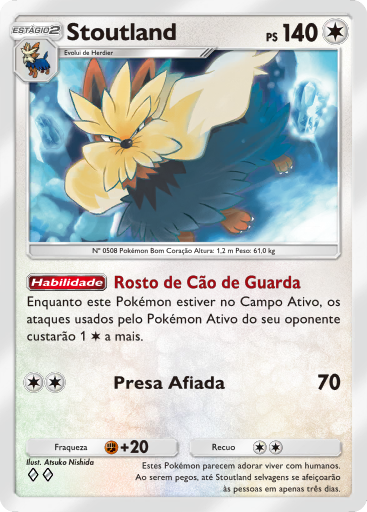 ESTÁGIO 2
Stoutland
PS 140
Evolui de Herdier
Nº 0508 Pokémon Bom Coração Altura: 1,2 m Peso: 61,0 kg
Habilidade Rosto de Cão de Guarda
Enquanto este Pokémon estiver no Campo Ativo, os
ataques usados pelo Pokémon Ativo do seu oponente
custarão 1 a mais.
Presa Afiada 70
Fraqueza +20 Recuo
Ilust. Atsuko Nishida
Estes Pokémon parecem adorar viver com humanos.
Ao serem pegos, até Stoutland selvagens se afeiçoarão
às pessoas em apenas três dias.